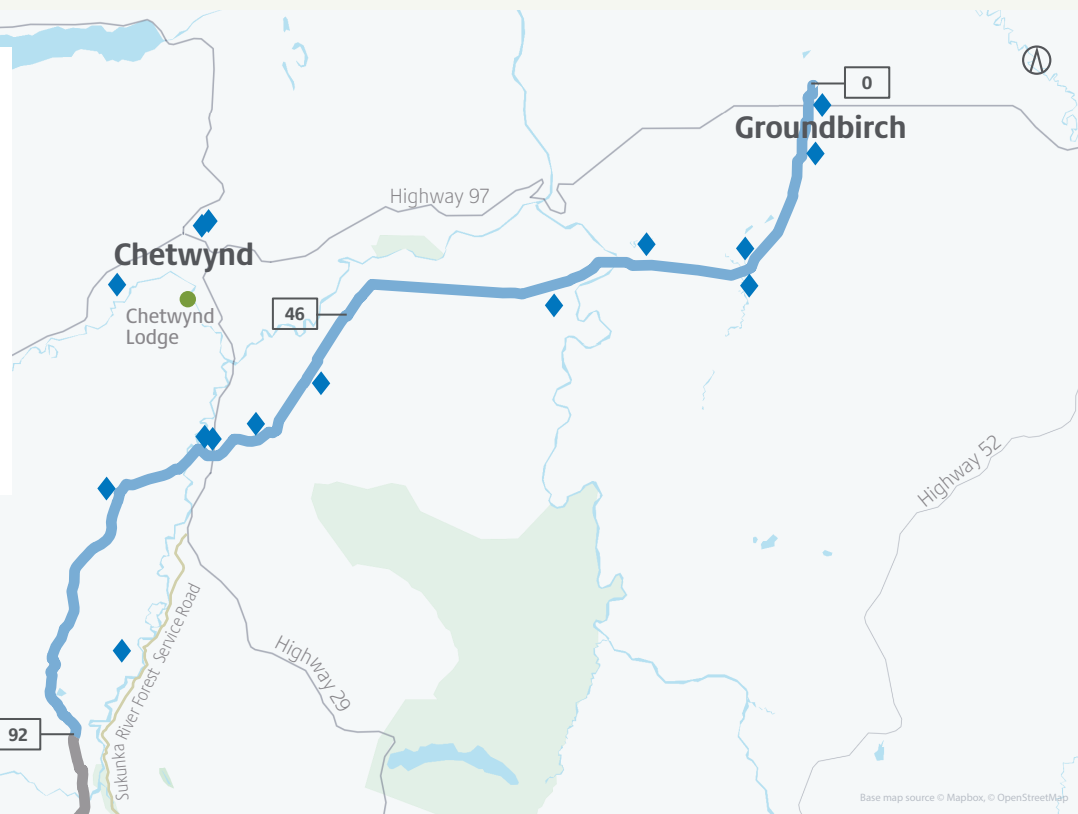 0
Groundbirch
Highway 97
Chetwynd
Chetwynd
Lodge
46
Highway 52
Sukunka River Forest Service Road
Highway 29
92
Base map source © Mapbox, © OpenStreetMap